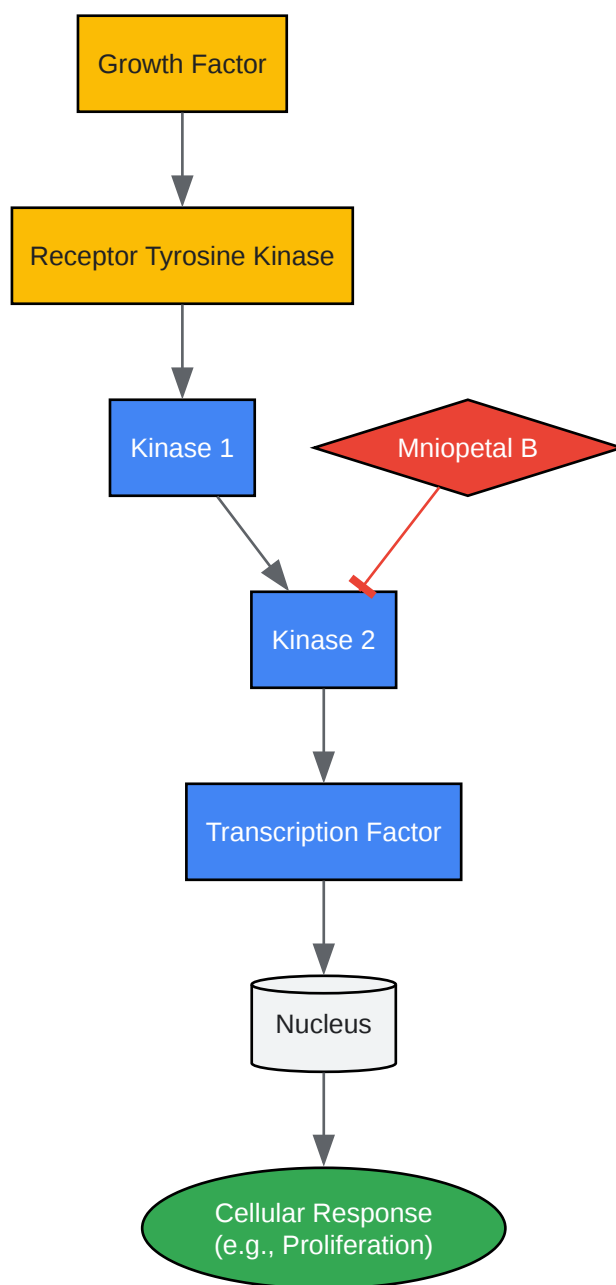 Growth Factor
Receptor Tyrosine Kinase
Kinase 1
Mniopetal B
Kinase 2
Transcription Factor
Nucleus
Cellular Response
(e.g., Proliferation)